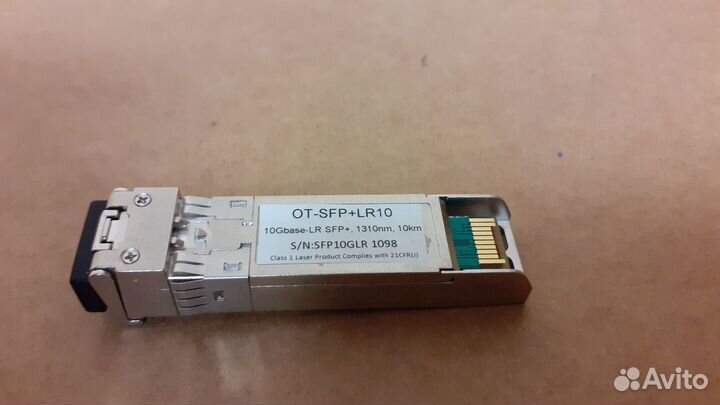 OT-SFP+LR10
10Gbase-LR SFP+, 1310nm, 10km
S/N:SFP10GLR 1098
Class 1 Laser Product Complies with 21CFR(J)
Avito